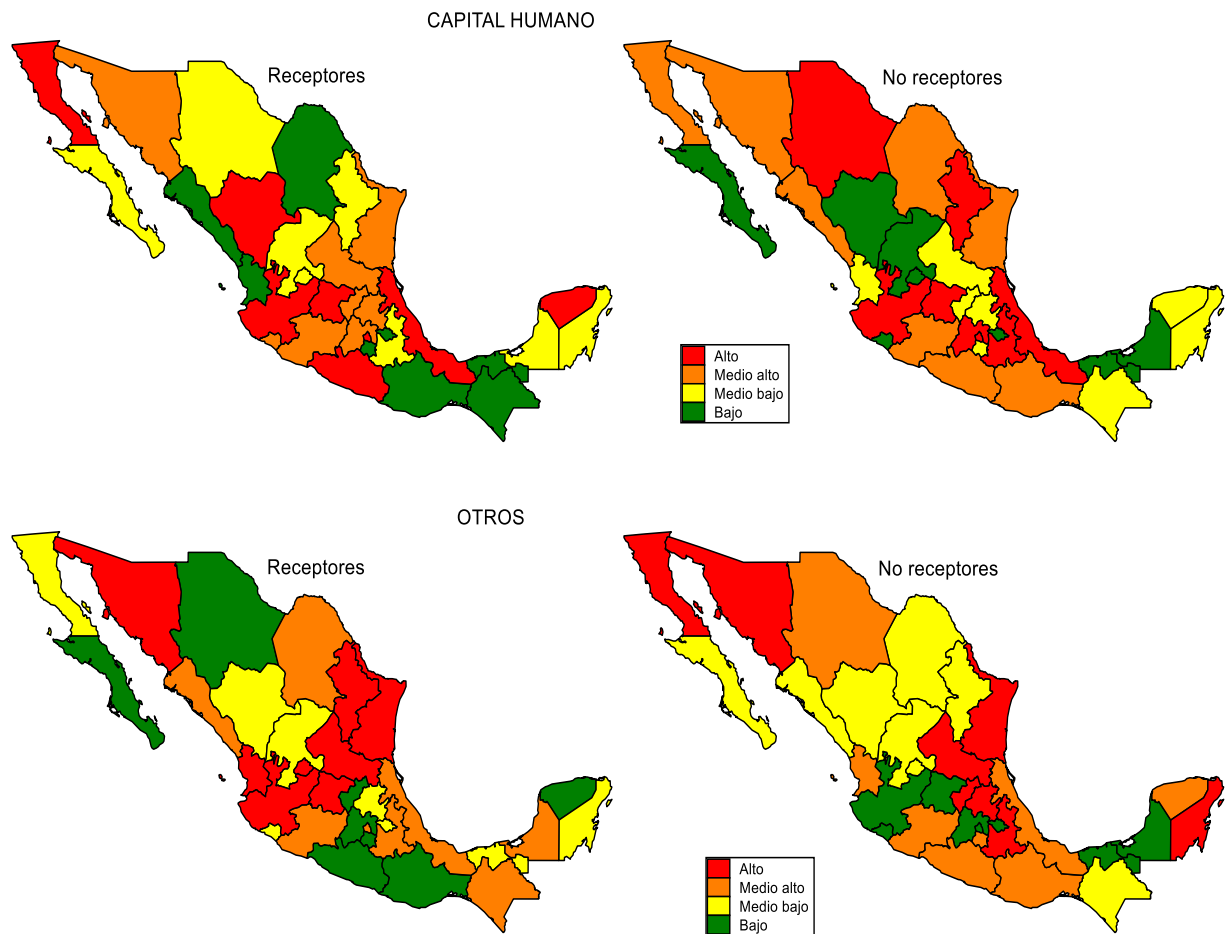 CAPITAL HUMANO
Receptores
No receptores
Alto
Medio alto
Medio bajo
Bajo
OTROS
Receptores
No receptores
Alto
Medio alto
Medio bajo
Bajo